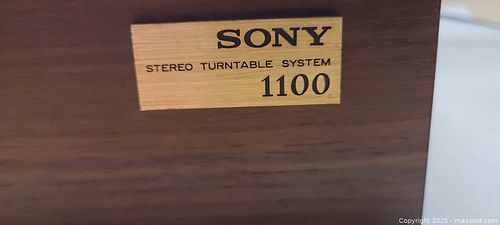 SONY
STEREO TURNTABLE SYSTEM
1100
Copyright 2025 - maxsold.com